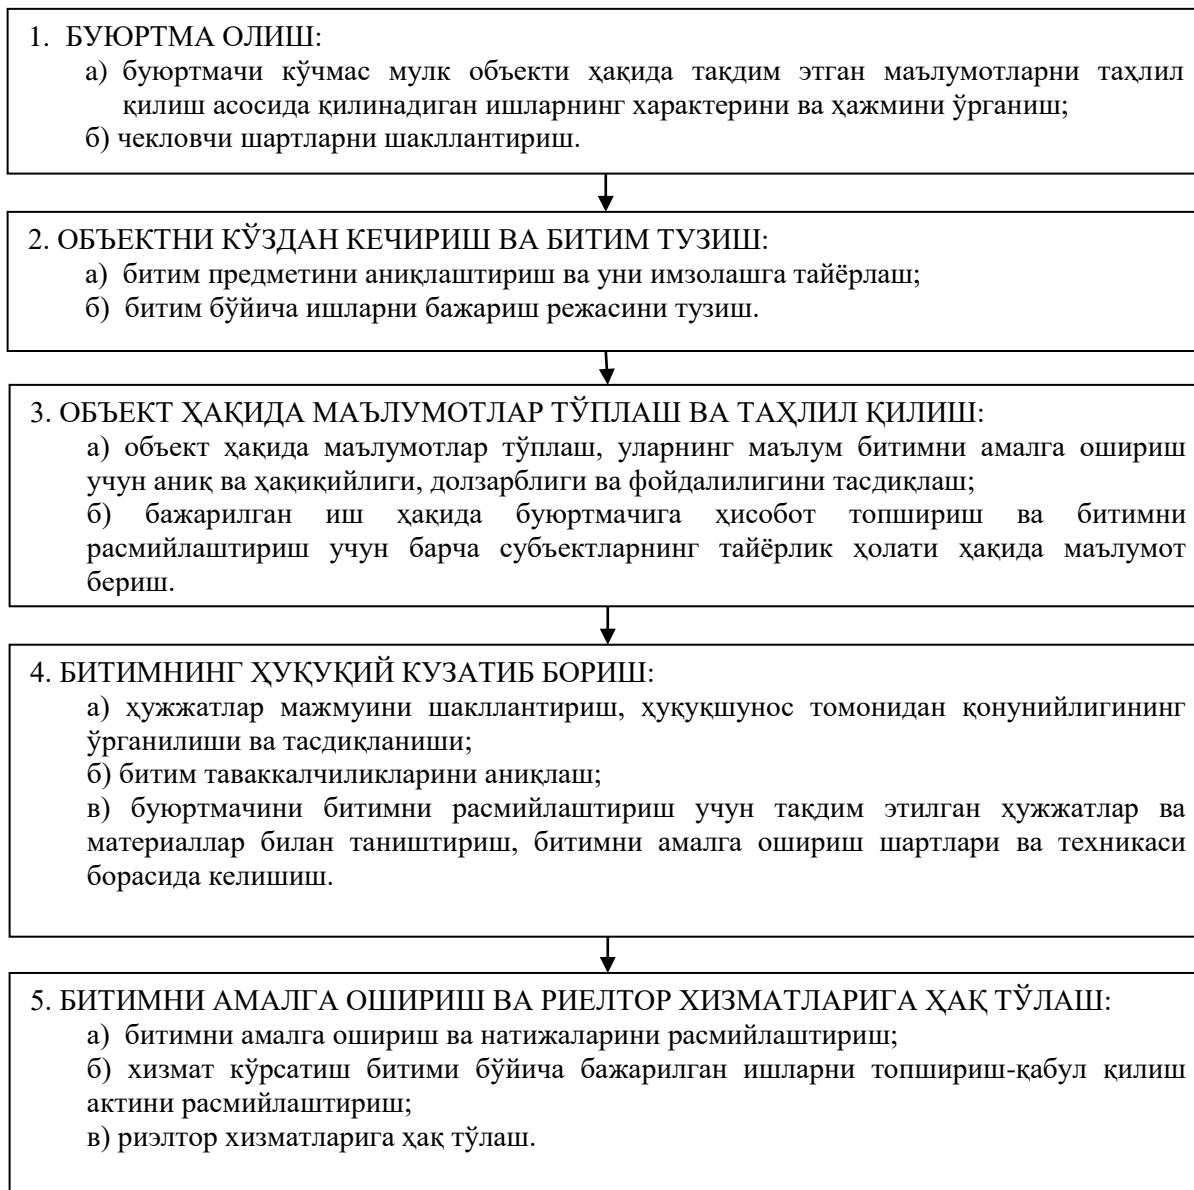 1. БУЮРТМА ОЛИШ:
а) буюртмачи кўчмас мулк объекти ҳақида тақдим этган маълумотларни таҳлил
қилиш асосида қилинадиган ишларнинг характерини ва ҳажмини ўрганиш;
б) чекловчи шартларни шакллантириш.
2. ОБЪЕКТНИ КЎЗДАН КЕЧИРИШ ВА БИТИМ ТУЗИШ:
а) битим предметини аниқлаштириш ва уни имзолашга тайёрлаш;
б) битим бўйича ишларни бажариш режасини тузиш.
3. ОБЪЕКТ ҲАҚИДА МАЪЛУМОТЛАР ТЎПЛАШ ВА ТАҲЛИЛ ҚИЛИШ:
а) объект ҳақида маълумотлар тўплаш, уларнинг маълум битимни амалга ошириш
учун аниқ ва ҳақиқийлиги, долзарблиги ва фойдалилигини тасдиқлаш;
б) бажарилган иш ҳақида буюртмачига ҳисобот топшириш ва битимни
расмийлаштириш учун барча субъектларнинг тайёрлик ҳолати ҳақида маълумот
бериш.
4. БИТИМНИНГ ҲУҚУҚИЙ КУЗАТИБ БОРИШ:
а) ҳужжатлар мажмуини шакллантириш, ҳуқуқшунос томонидан қонунийлигининг
ўрганилиши ва тасдиқланиши;
б) битим таваккалчиликларини аниқлаш;
в) буюртмачини битимни расмийлаштириш учун тақдим этилган ҳужжатлар ва
материаллар билан таништириш, битимни амалга ошириш шартлари ва техникаси
борасида келишиш.
5. БИТИМНИ АМАЛГА ОШИРИШ ВА РИЕЛТОР ХИЗМАТЛАРИГА ҲАҚ ТЎЛАШ:
а) битимни амалга ошириш ва натижаларини расмийлаштириш;
б) хизмат кўрсатиш битими бўйича бажарилган ишларни топшириш-қабул қилиш
актини расмийлаштириш;
в) риэлтор хизматларига ҳақ тўлаш.